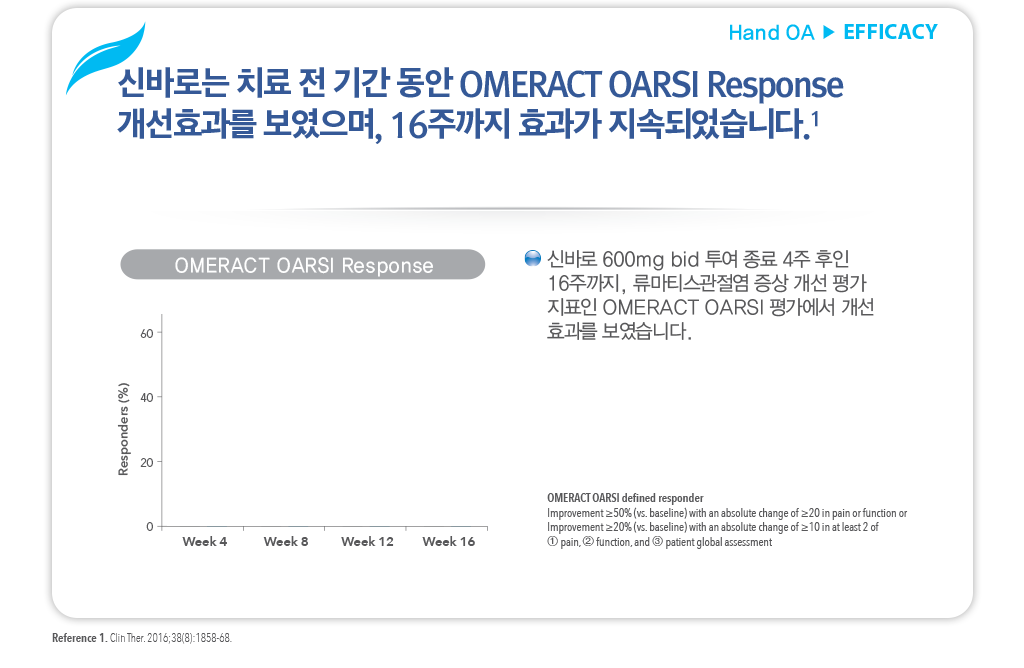 Hand OA ▶ EFFICACY
신바로는 치료 전 기간 동안 OMERACT OARSI Response
개선효과를 보였으며, 16주까지 효과가 지속되었습니다.1
OMERACT OARSI Response
신바로 600mg bid 투여 종료 4주 후인
16주까지, 류마티스관절염 증상 개선 평가
지표인 OMERACT OARSI 평가에서 개선
효과를 보였습니다.
Responders (%)
60
40
20
0
Week 4 Week 8 Week 12 Week 16
OMERACT OARSI defined responder
Improvement ≥50% (vs. baseline) with an absolute change of ≥20 in pain or function or
Improvement ≥20% (vs. baseline) with an absolute change of ≥10 in at least 2 of
① pain, ② function, and ③ patient global assessment
Reference 1. Clin Ther. 2016;38(8):1858-68.